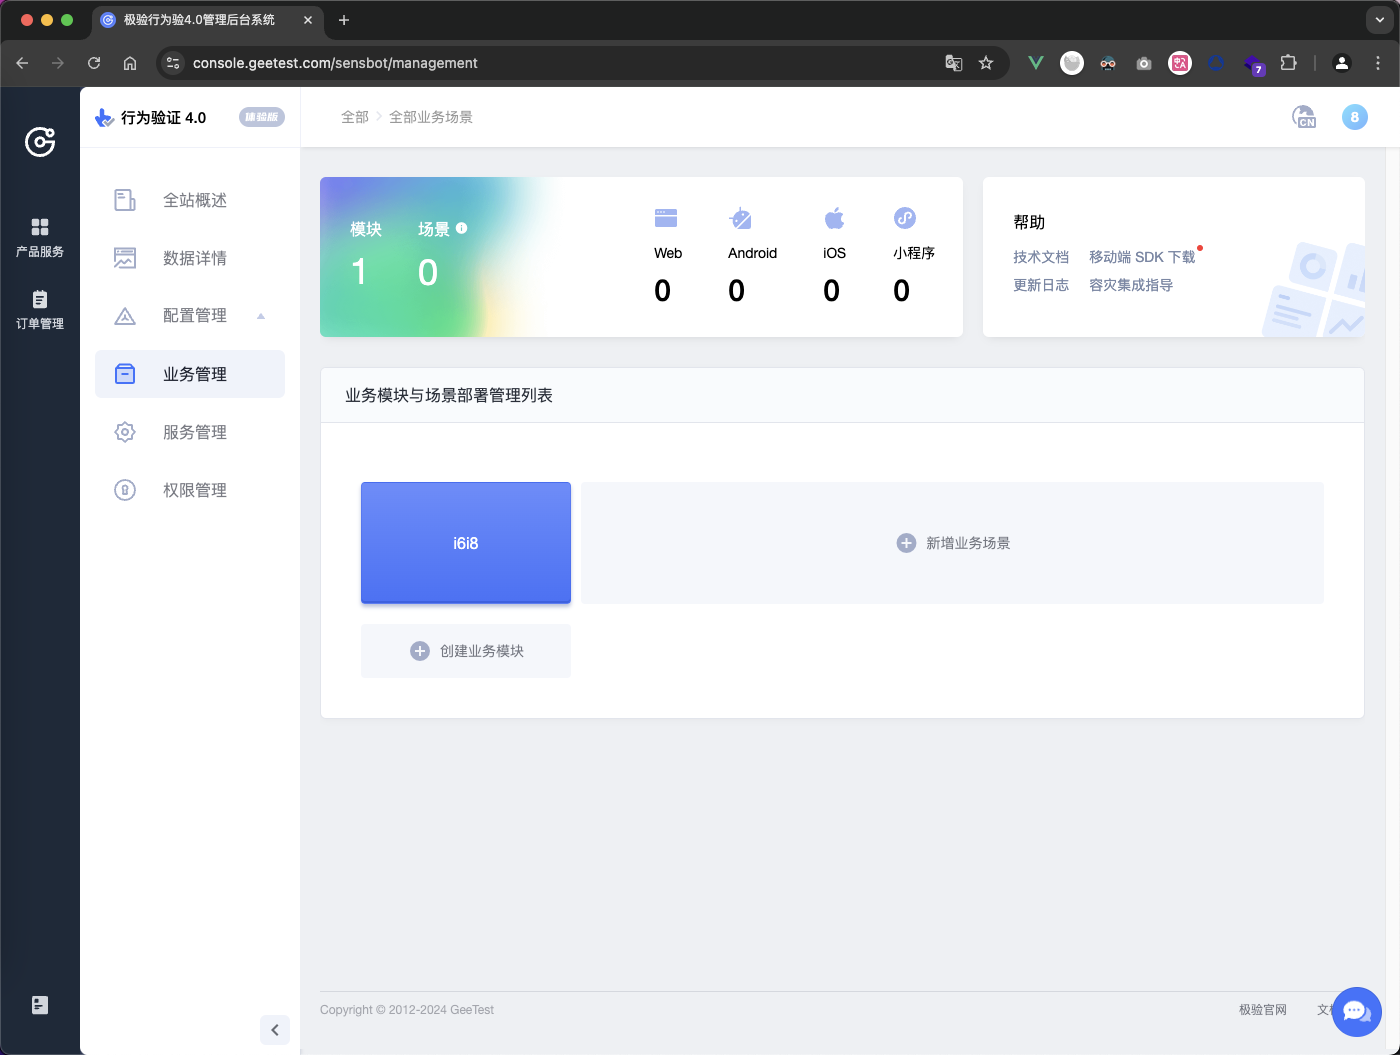 极验行为验4.0管理后台系统
console.geetest.com/sensbot/management
7
行为验证 4.0
体验版
全部
全部业务场景
CN
8
产品服务
订单管理
全站概述
数据详情
配置管理
业务管理
服务管理
权限管理
模块
场景
1
0
Web
Android
iOS
小程序
0
0
0
0
帮助
技术文档
移动端 SDK 下载
更新日志
容灾集成指导
业务模块与场景部署管理列表
i6i8
新增业务场景
创建业务模块
Copyright © 2012-2024 GeeTest
极验官网
文